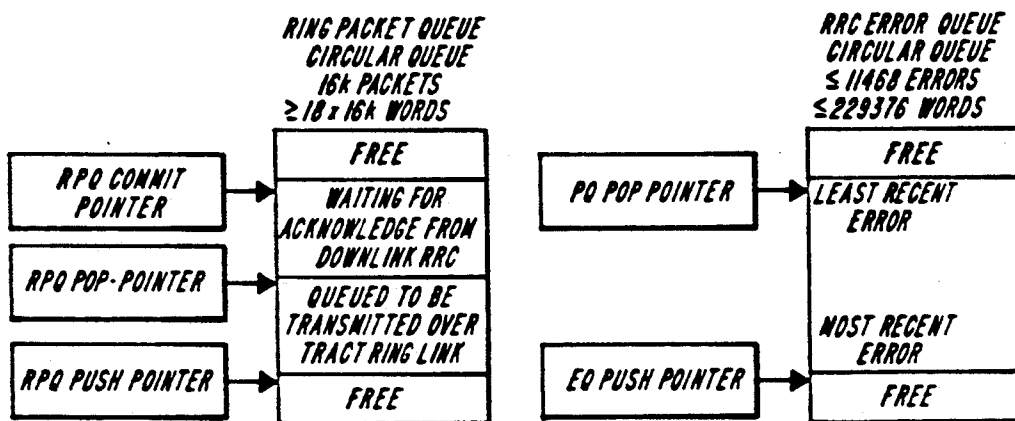 RING PACKET QUEUE
CIRCULAR QUEUE
16k PACKETS
≥ 18 x 16k WORDS
FREE
RPQ COMMIT
POINTER
WAITING FOR
ACKNOWLEDGE FROM
DOWNLINK RRC
RPQ POP-POINTER
QUEUED TO BE
TRANSMITTED OVER
TRACT RING LINK
RPQ PUSH POINTER
FREE
RRC ERROR QUEUE
CIRCULAR QUEUE
≤ 11468 ERRORS
≤ 229376 WORDS
FREE
PQ POP POINTER
LEAST RECENT
ERROR
MOST RECENT
ERROR
EQ PUSH POINTER
FREE